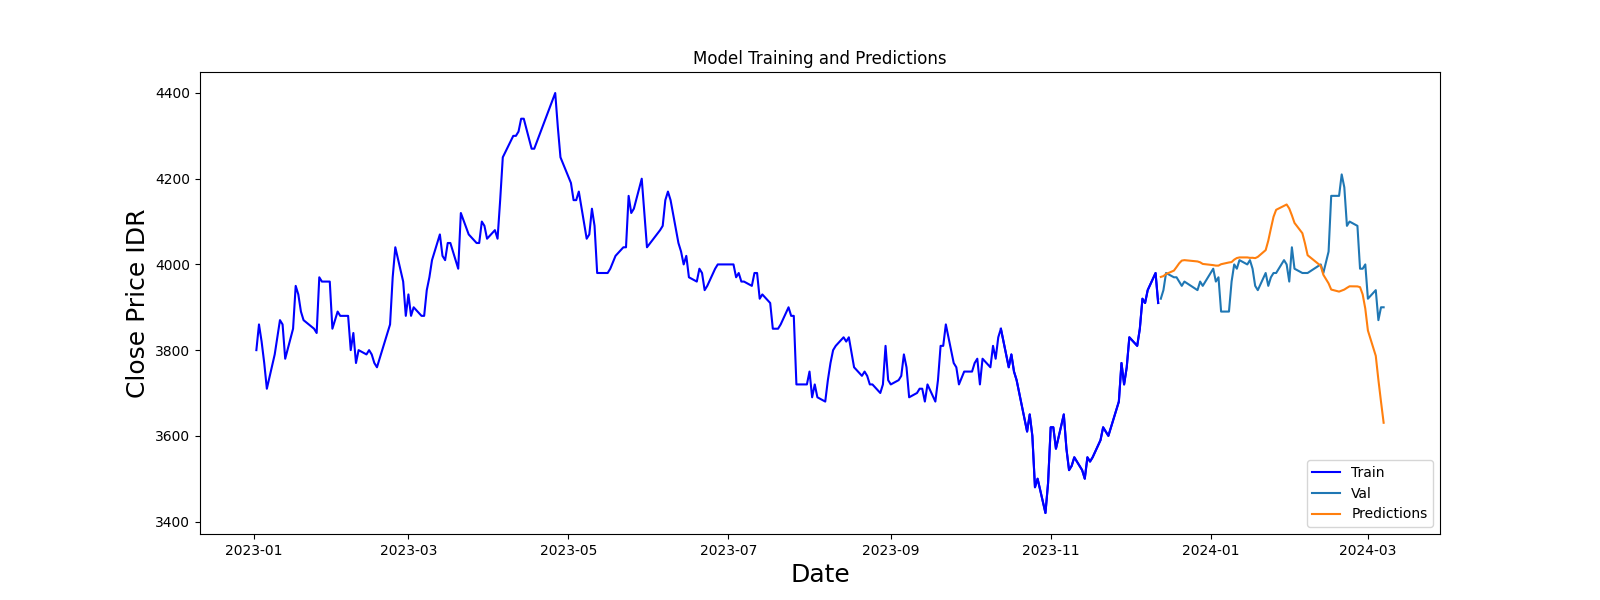 Model Training and Predictions
Close Price IDR
4400
4200
4000
3800
3600
3400
2023-01
2023-03
2023-05
2023-07
2023-09
2023-11
2024-01
2024-03
Date
Train
Val
Predictions